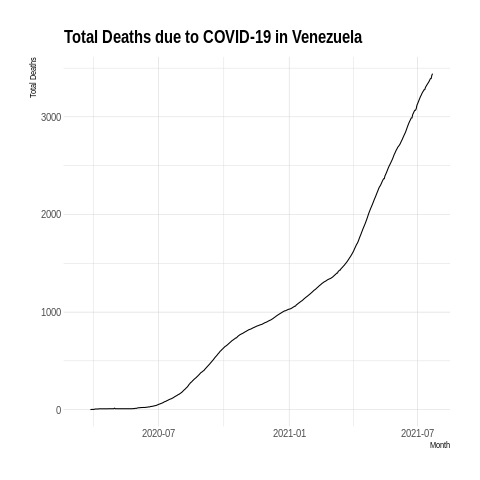 Total Deaths due to COVID-19 in Venezuela
Total Deaths
3000
2000
1000
0
2020-07
2021-01
2021-07
Month